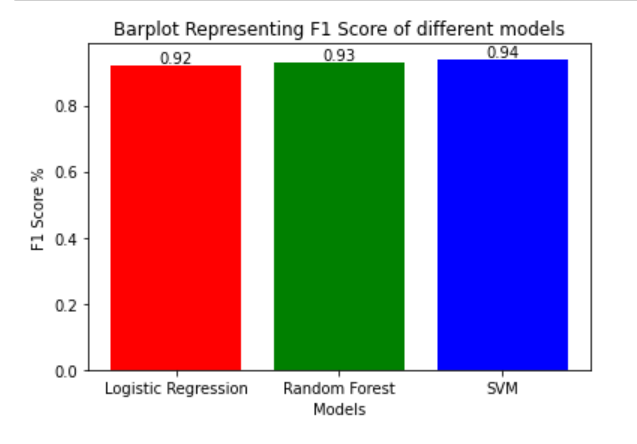 Barplot Representing F1 Score of different models
0.92 0.93 0.94
F1 Score %
0.8
0.6
0.4
0.2
0.0
Logistic Regression Random Forest SVM
Models